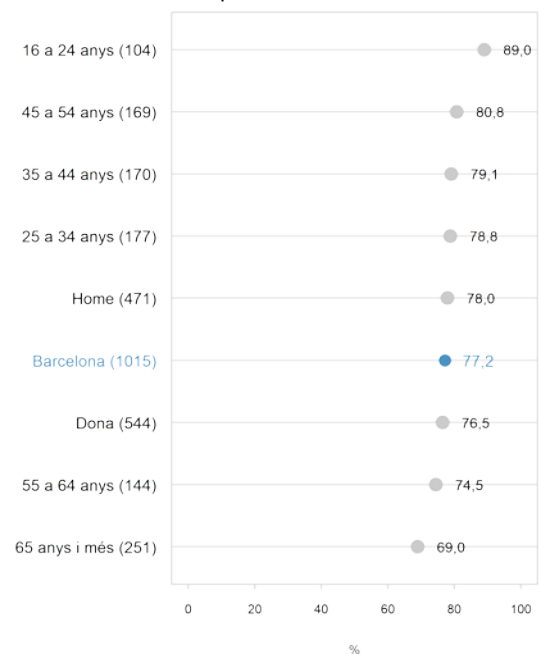 16 a 24 anys (104) 89,0
45 a 54 anys (169) 80,8
35 a 44 anys (170) 79,1
25 a 34 anys (177) 78,8
Home (471) 78,0
Barcelona (1015) 77,2
Dona (544) 76,5
55 a 64 anys (144) 74,5
65 anys i més (251) 69,0
0 20 40 60 80 100
%